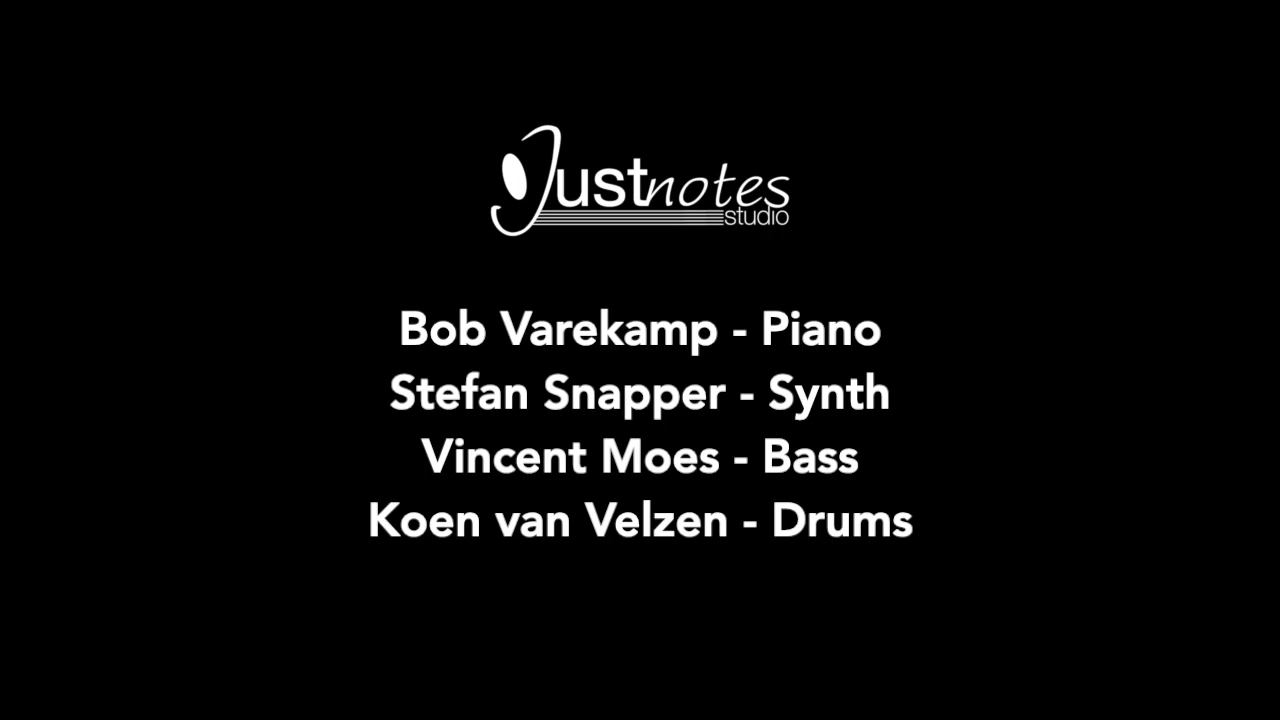 Justnotes
studio
Bob Varekamp - Piano
Stefan Snapper - Synth
Vincent Moes - Bass
Koen van Velzen - Drums